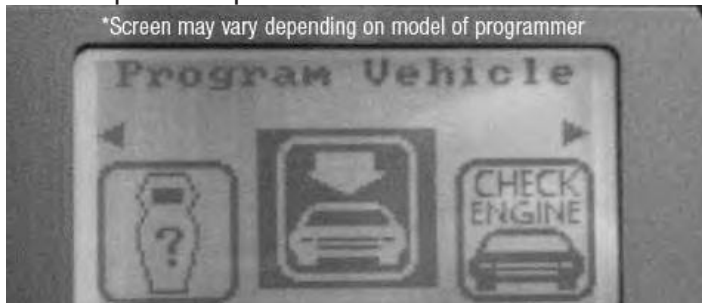 *Screen may vary depending on model of programmer
Program Vehicle
?
CHECK
ENGINE